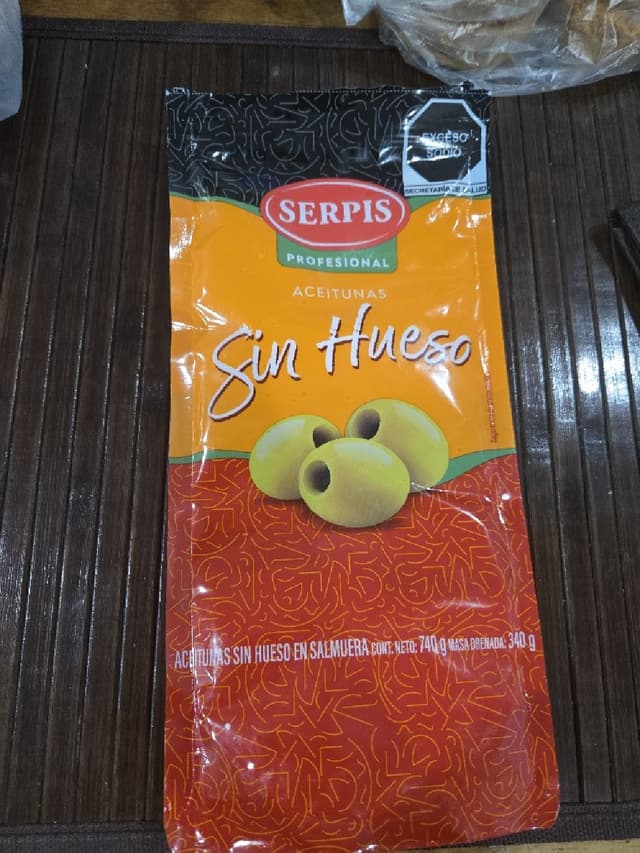 EXCESO
SODIO
SECRETARÍA DE SALUD
SERPIS
PROFESIONAL
ACEITUNAS
Sin Hueso
ACEITUNAS SIN HUESO EN SALMUERA CONT. NETO: 740 g MASA DRENADA: 340 g